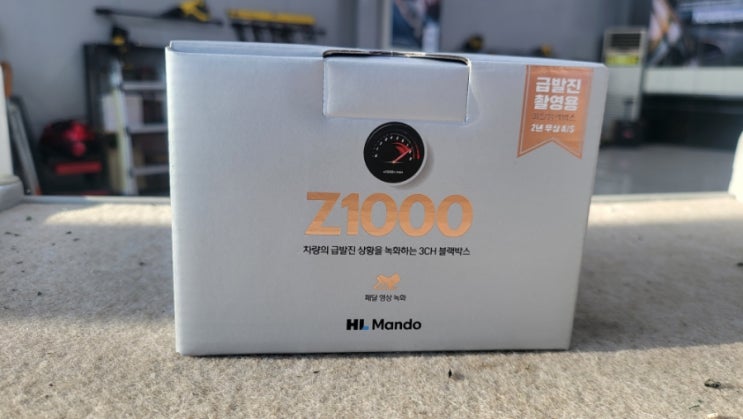 급발진
촬영용
2년 무상 A/S
Z1000
차량의 급발진 상황을 녹화하는 3CH 블랙박스
페달 영상 녹화
HL Mando